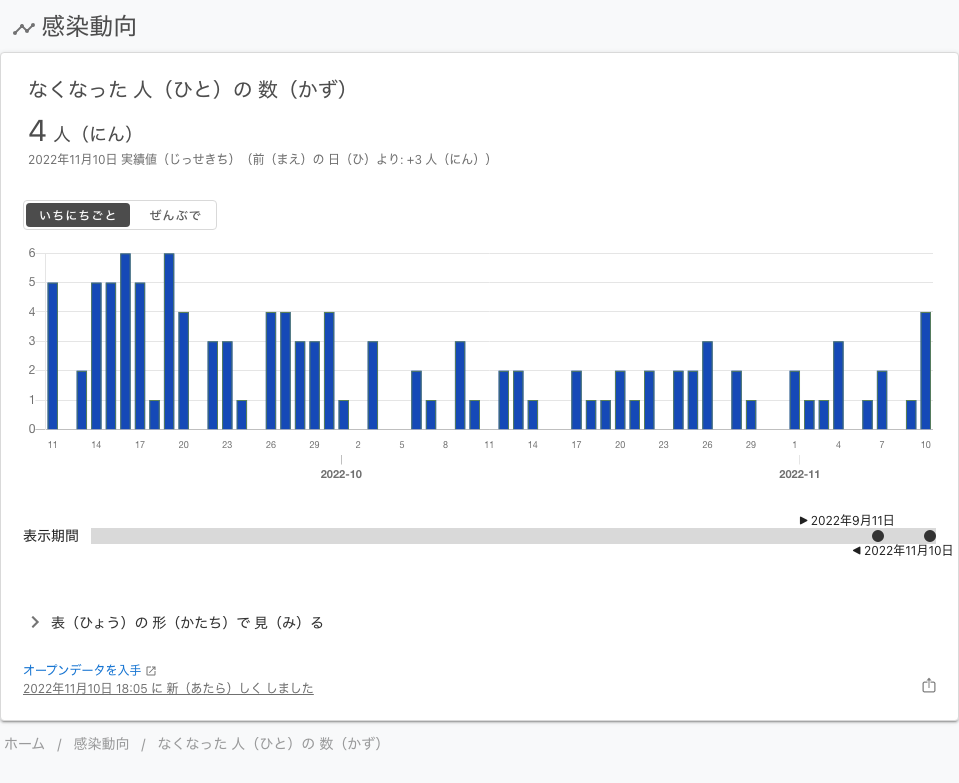 感染動向
なくなった 人（ひと）の 数（かず）
4 人（にん）
2022年11月10日 実績値（じっせきち）（前（まえ）の 日（ひ）より: +3 人（にん））
いちにちごと ぜんぶで
6
5
4
3
2
1
0
11 14 17 20 23 26 29 2 5 8 11 14 17 20 23 26 29 1 4 7 10
2022-10 2022-11
▶ 2022年9月11日
表示期間
◀ 2022年11月10日
表（ひょう）の 形（かたち）で 見（み）る
オープンデータを入手
2022年11月10日 18:05 に 新（あたら）しく しました
ホーム / 感染動向 / なくなった 人（ひと）の 数（かず）